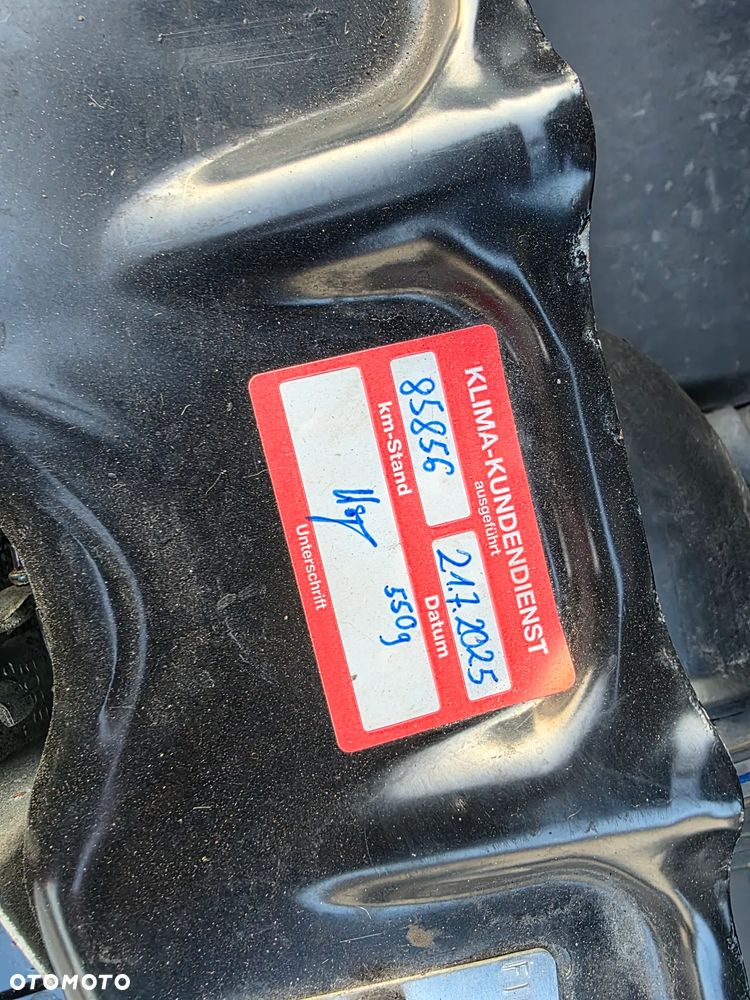 KLIMA-KUNDENDIENST
ausgeführt
85856
21.7.2025
km-Stand
Datum
550g
Unterschrift
OTOMOTO